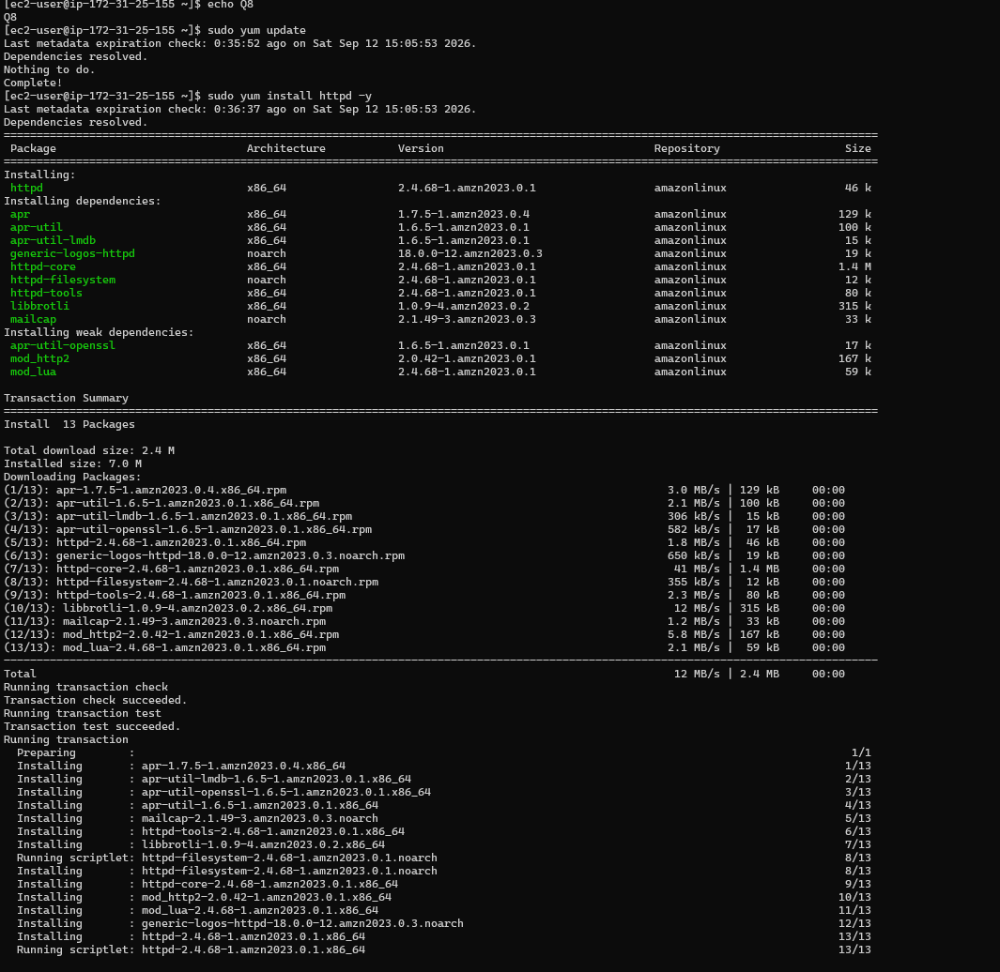 [ec2-user@ip-172-31-25-155 ~]$ echo Q8
Q8
[ec2-user@ip-172-31-25-155 ~]$ sudo yum update
Last metadata expiration check: 0:35:52 ago on Sat Sep 12 15:05:53 2026.
Dependencies resolved.
Nothing to do.
Complete!
[ec2-user@ip-172-31-25-155 ~]$ sudo yum install httpd -y
Last metadata expiration check: 0:36:37 ago on Sat Sep 12 15:05:53 2026.
Dependencies resolved.
Package Architecture Version Repository Size
Installing:
httpd x86_64 2.4.68-1.amzn2023.0.1 amazonlinux 46 k
Installing dependencies:
apr x86_64 1.7.5-1.amzn2023.0.4 amazonlinux 129 k
apr-util x86_64 1.6.5-1.amzn2023.0.1 amazonlinux 100 k
apr-util-lmdb x86_64 1.6.5-1.amzn2023.0.1 amazonlinux 15 k
generic-logos-httpd noarch 18.0.0-12.amzn2023.0.3 amazonlinux 19 k
httpd-core x86_64 2.4.68-1.amzn2023.0.1 amazonlinux 1.4 M
httpd-filesystem noarch 2.4.68-1.amzn2023.0.1 amazonlinux 12 k
httpd-tools x86_64 2.4.68-1.amzn2023.0.1 amazonlinux 80 k
libbrotli x86_64 1.0.9-4.amzn2023.0.2 amazonlinux 315 k
mailcap noarch 2.1.49-3.amzn2023.0.3 amazonlinux 33 k
Installing weak dependencies:
apr-util-openssl x86_64 1.6.5-1.amzn2023.0.1 amazonlinux 17 k
mod_http2 x86_64 2.0.42-1.amzn2023.0.1 amazonlinux 167 k
mod_lua x86_64 2.4.68-1.amzn2023.0.1 amazonlinux 59 k
Transaction Summary
Install 13 Packages
Total download size: 2.4 M
Installed size: 7.0 M
Downloading Packages:
(1/13): apr-1.7.5-1.amzn2023.0.4.x86_64.rpm 3.0 MB/s | 129 kB 00:00
(2/13): apr-util-1.6.5-1.amzn2023.0.1.x86_64.rpm 2.1 MB/s | 100 kB 00:00
(3/13): apr-util-lmdb-1.6.5-1.amzn2023.0.1.x86_64.rpm 306 kB/s | 15 kB 00:00
(4/13): apr-util-openssl-1.6.5-1.amzn2023.0.1.x86_64.rpm 582 kB/s | 17 kB 00:00
(5/13): httpd-2.4.68-1.amzn2023.0.1.x86_64.rpm 1.8 MB/s | 46 kB 00:00
(6/13): generic-logos-httpd-18.0.0-12.amzn2023.0.3.noarch.rpm 650 kB/s | 19 kB 00:00
(7/13): httpd-core-2.4.68-1.amzn2023.0.1.x86_64.rpm 41 MB/s | 1.4 MB 00:00
(8/13): httpd-filesystem-2.4.68-1.amzn2023.0.1.noarch.rpm 355 kB/s | 12 kB 00:00
(9/13): httpd-tools-2.4.68-1.amzn2023.0.1.x86_64.rpm 2.3 MB/s | 80 kB 00:00
(10/13): libbrotli-1.0.9-4.amzn2023.0.2.x86_64.rpm 12 MB/s | 315 kB 00:00
(11/13): mailcap-2.1.49-3.amzn2023.0.3.noarch.rpm 1.2 MB/s | 33 kB 00:00
(12/13): mod_http2-2.0.42-1.amzn2023.0.1.x86_64.rpm 5.8 MB/s | 167 kB 00:00
(13/13): mod_lua-2.4.68-1.amzn2023.0.1.x86_64.rpm 2.1 MB/s | 59 kB 00:00
Total 12 MB/s | 2.4 MB 00:00
Running transaction check
Transaction check succeeded.
Running transaction test
Transaction test succeeded.
Running transaction
Preparing : 1/1
Installing : apr-1.7.5-1.amzn2023.0.4.x86_64 1/13
Installing : apr-util-lmdb-1.6.5-1.amzn2023.0.1.x86_64 2/13
Installing : apr-util-openssl-1.6.5-1.amzn2023.0.1.x86_64 3/13
Installing : apr-util-1.6.5-1.amzn2023.0.1.x86_64 4/13
Installing : mailcap-2.1.49-3.amzn2023.0.3.noarch 5/13
Installing : httpd-tools-2.4.68-1.amzn2023.0.1.x86_64 6/13
Installing : libbrotli-1.0.9-4.amzn2023.0.2.x86_64 7/13
Running scriptlet: httpd-filesystem-2.4.68-1.amzn2023.0.1.noarch 8/13
Installing : httpd-filesystem-2.4.68-1.amzn2023.0.1.noarch 8/13
Installing : httpd-core-2.4.68-1.amzn2023.0.1.x86_64 9/13
Installing : mod_http2-2.0.42-1.amzn2023.0.1.x86_64 10/13
Installing : mod_lua-2.4.68-1.amzn2023.0.1.x86_64 11/13
Installing : generic-logos-httpd-18.0.0-12.amzn2023.0.3.noarch 12/13
Installing : httpd-2.4.68-1.amzn2023.0.1.x86_64 13/13
Running scriptlet: httpd-2.4.68-1.amzn2023.0.1.x86_64 13/13